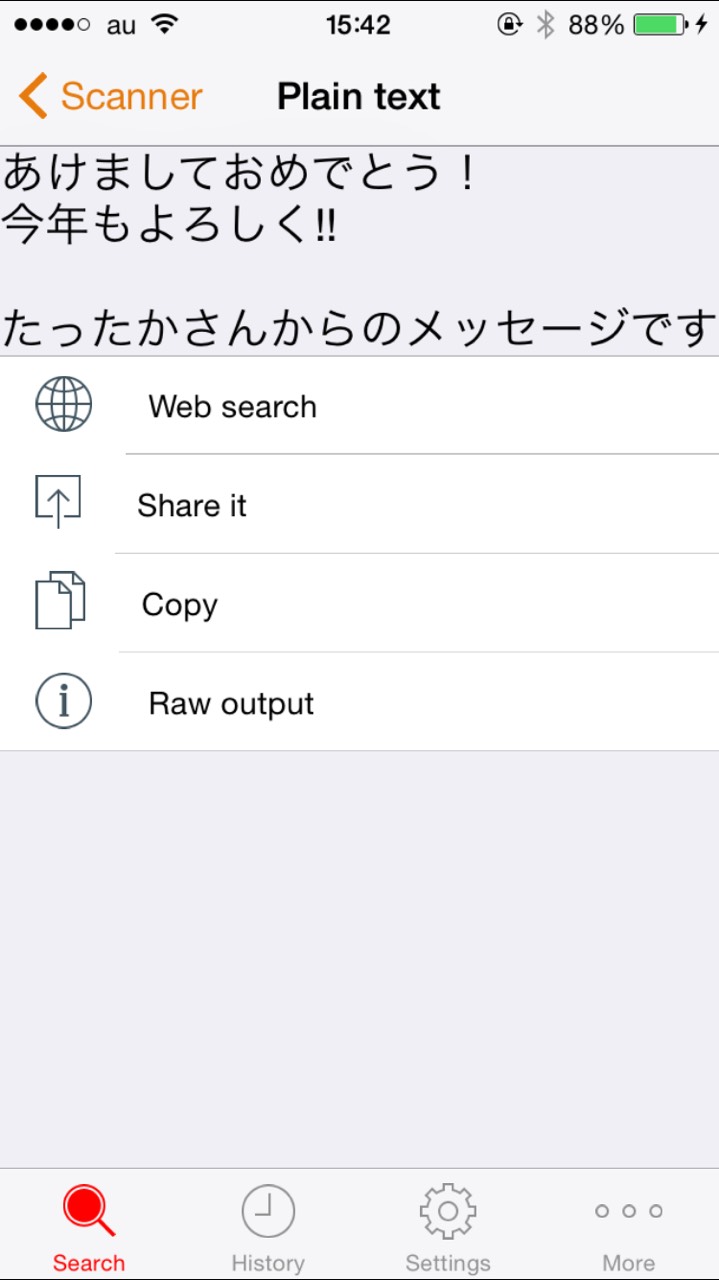 au 15:42 88%
Scanner Plain text
あけましておめでとう！
今年もよろしく!!
たったかさんからのメッセージです
Web search
Share it
Copy
Raw output
Search History Settings More